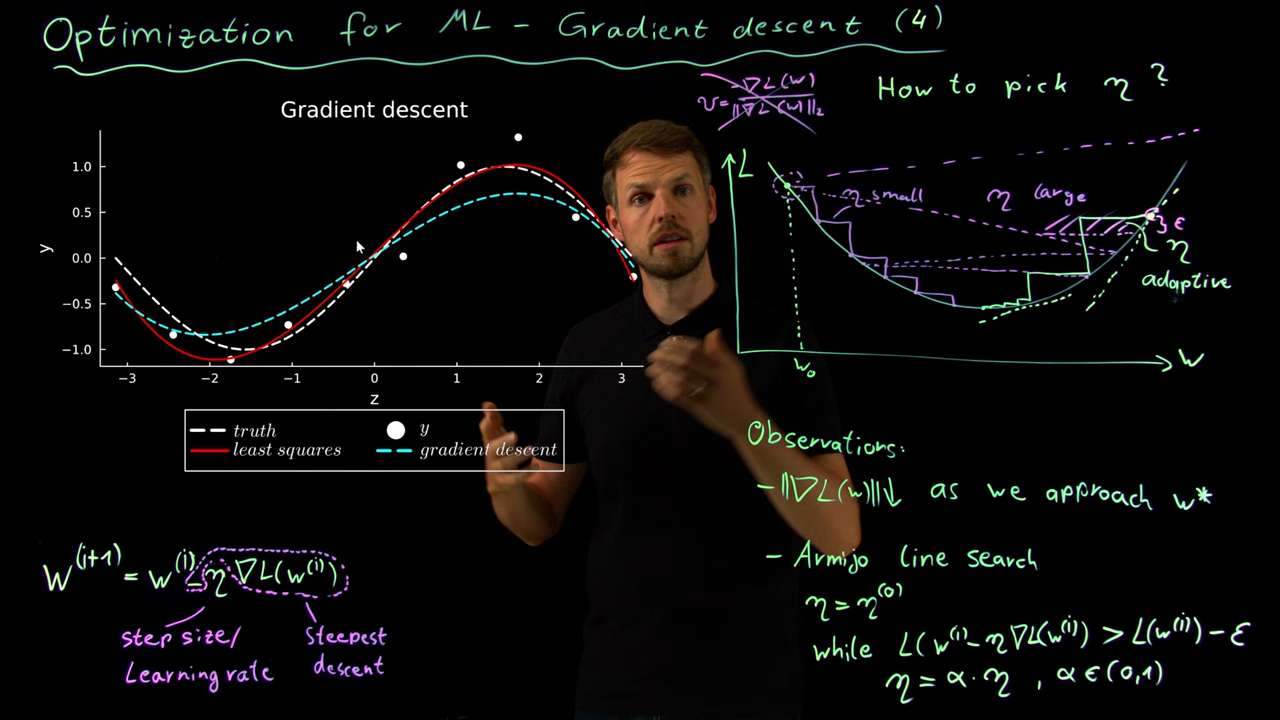 Optimization for ML - Gradient descent (4)
Gradient descent
1.0
0.5
0.0
−0.5
−1.0
y
−3 −2 −1 0 1 2 3
z
truth
y
least squares
gradient descent
w^(i+1) = w^(i) - η ∇L(w^(i))
step size/
Learning rate
steepest
descent
v = -∇L(w) / ‖∇L(w)‖₂
How to pick η ?
L
η small
η large
} ε
η
adaptive
w₀
w
Observations:
- ‖∇L(w)‖↓ as we approach w*
- Armijo line search
η = η^(0)
while L(w^(i) - η∇L(w^(i)) > L(w^(i)) - ε
η = α · η , α ∈ (0,1)